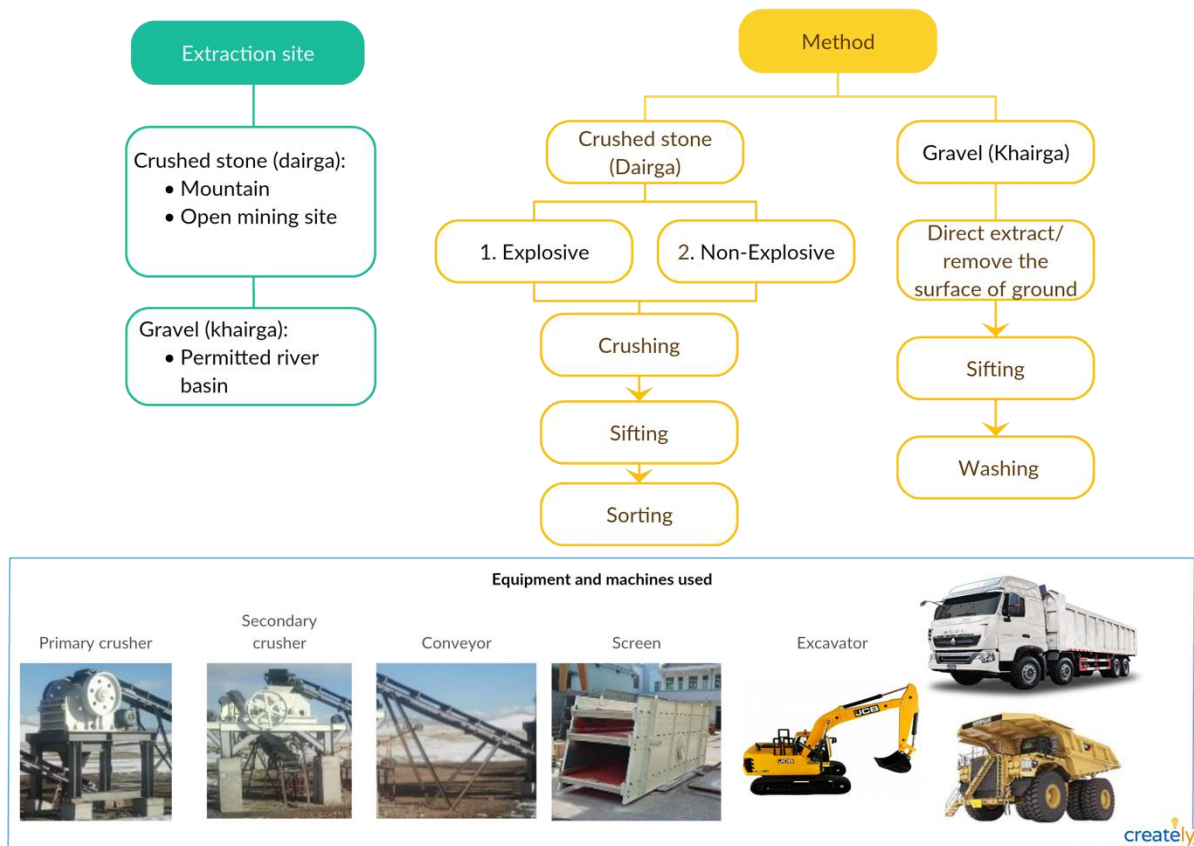 Extraction site
Crushed stone (dairga):
• Mountain
• Open mining site
Gravel (khairga):
• Permitted river
basin
Method
Crushed stone
(Dairga)
Gravel (Khairga)
1. Explosive
2. Non-Explosive
Direct extract/
remove the
surface of ground
Crushing
Sifting
Sifting
Washing
Sorting
Equipment and machines used
Primary crusher
Secondary
crusher
Conveyor
Screen
Excavator
JCB
JCB
creately